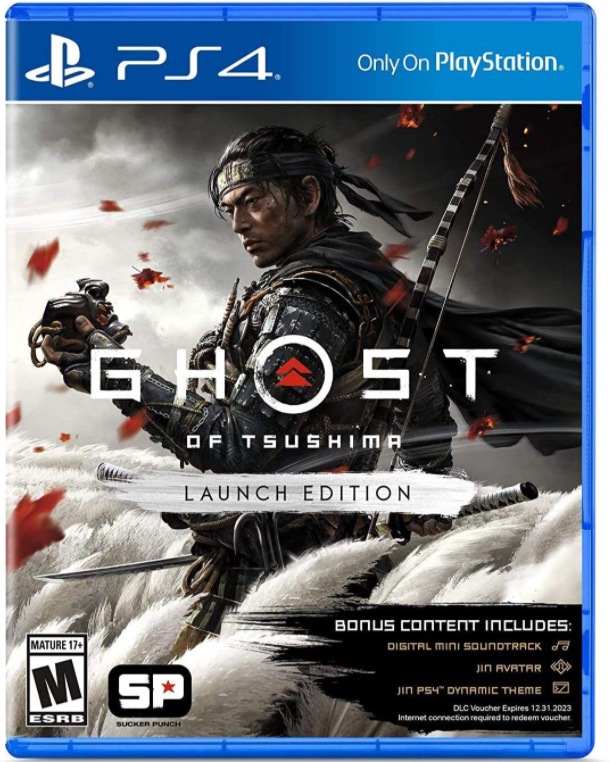 PS4
Only On PlayStation®
GHOST
OF TSUSHIMA
LAUNCH EDITION
BONUS CONTENT INCLUDES:
DIGITAL MINI SOUNDTRACK
JIN AVATAR
JIN PS4™ DYNAMIC THEME
DLC Voucher Expires 12.31.2023
Internet connection required to redeem voucher.
MATURE 17+
M
ESRB
SP
SUCKER PUNCH